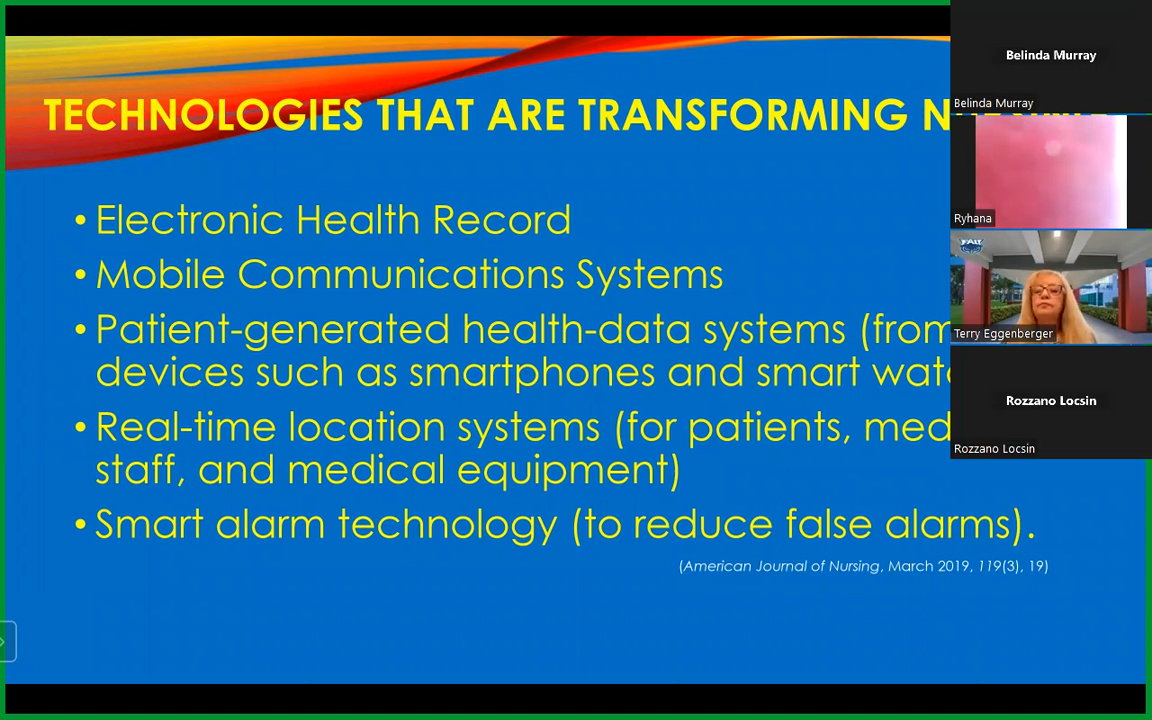 TECHNOLOGIES THAT ARE TRANSFORMING
• Electronic Health Record
• Mobile Communications Systems
• Patient-generated health-data systems (from
devices such as smartphones and smart
• Real-time location systems (for patients,
staff, and medical equipment)
• Smart alarm technology (to reduce false alarms).
(American Journal of Nursing, March 2019, 119(3), 19)
Belinda Murray
Belinda Murray
Ryhana
FAU
Terry Eggenberger
Rozzano Locsin
Rozzano Locsin